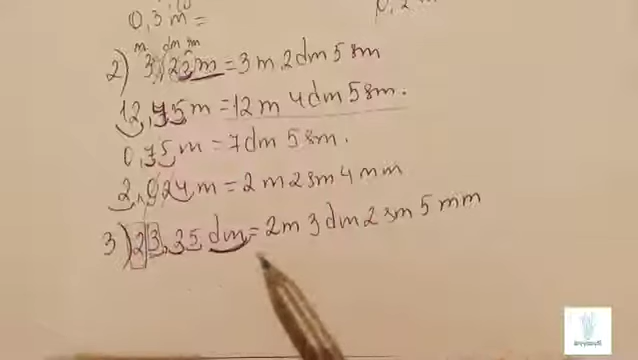 0,3 m =
m dm sm
2) 3,25 m = 3 m 2 dm 5 sm
12,45 m = 12 m 4 dm 5 sm.
0,75 m = 7 dm 5 sm.
2,024 m = 2 m 2 sm 4 mm
3) 23,25 dm = 2 m 3 dm 2 sm 5 mm